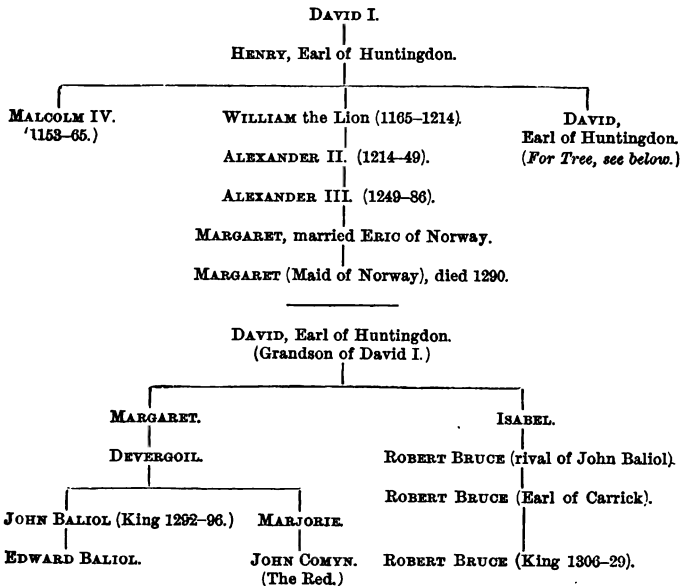 DAVID I.
HENRY, Earl of Huntingdon.
MALCOLM IV.
'1153–65.)
WILLIAM the Lion (1165–1214).
DAVID,
Earl of Huntingdon.
(For Tree, see below.)
ALEXANDER II. (1214–49).
ALEXANDER III. (1249–86).
MARGARET, married ERIC of Norway.
MARGARET (Maid of Norway), died 1290.
DAVID, Earl of Huntingdon.
(Grandson of David I.)
MARGARET.
ISABEL.
DEVERGOIL.
ROBERT BRUCE (rival of John Baliol).
ROBERT BRUCE (Earl of Carrick).
JOHN BALIOL (King 1292–96.)
MARJORIE.
EDWARD BALIOL.
JOHN COMYN.
(The Red.)
ROBERT BRUCE (King 1306–29).